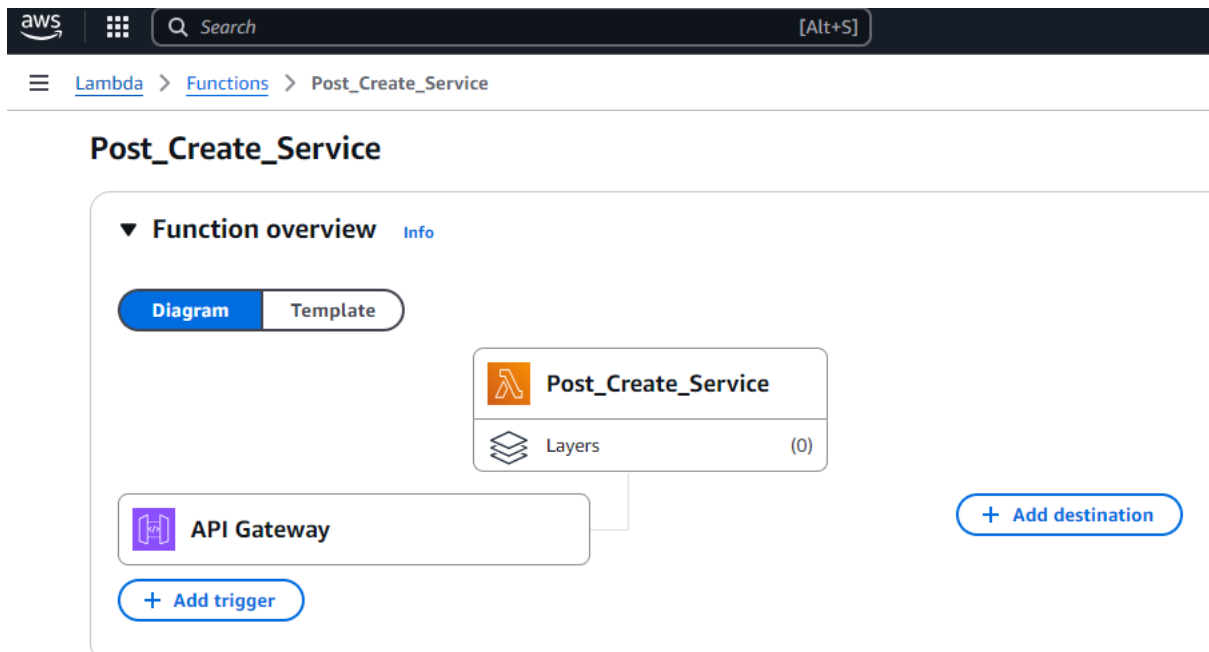 aws Search [Alt+S]
Lambda > Functions > Post_Create_Service
Post_Create_Service
Function overview Info
Diagram Template
Post_Create_Service
Layers (0)
API Gateway
+ Add destination
+ Add trigger